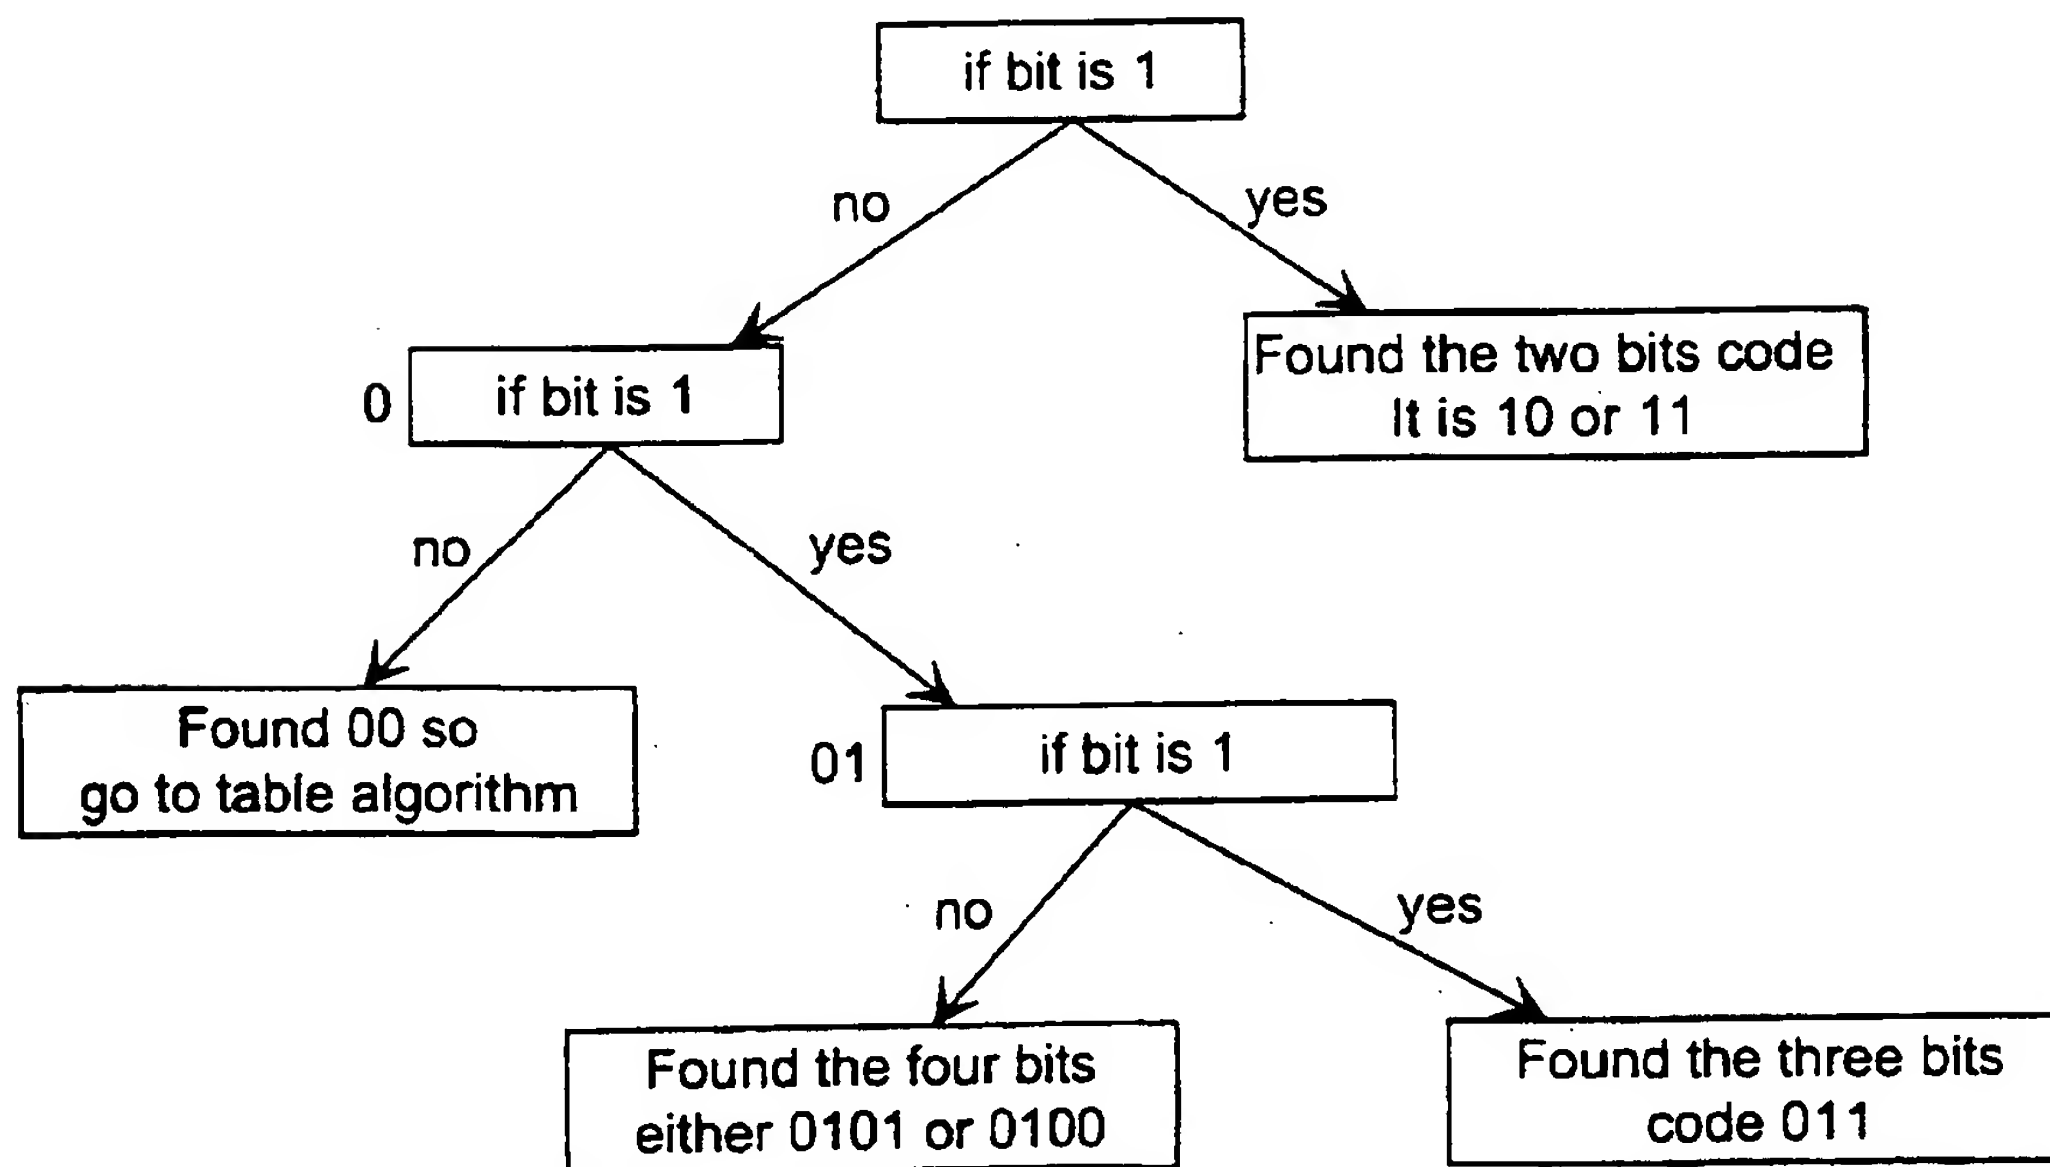 if bit is 1
no
yes
Found the two bits code
It is 10 or 11
0
if bit is 1
no
yes
Found 00 so
go to table algorithm
01
if bit is 1
no
yes
Found the four bits
either 0101 or 0100
Found the three bits
code 011